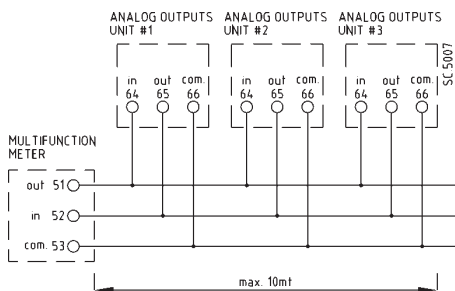 ANALOG OUTPUTS
UNIT #1
ANALOG OUTPUTS
UNIT #2
ANALOG OUTPUTS
UNIT #3
SC 5007
in out com.
64 65 66
in out com.
64 65 66
in out com.
64 65 66
MULTIFUNCTION
METER
out 51
in 52
com. 53
max. 10mt